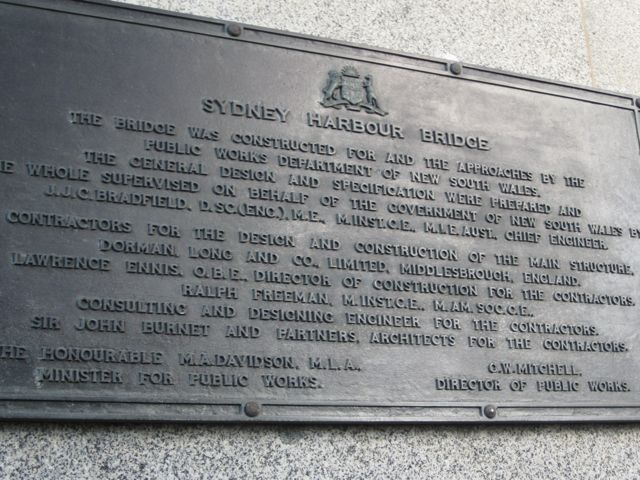 SYDNEY HARBOUR BRIDGE
THE BRIDGE WAS CONSTRUCTED FOR AND THE APPROACHES BY THE
PUBLIC WORKS DEPARTMENT OF NEW SOUTH WALES.
THE GENERAL DESIGN AND SPECIFICATION WERE PREPARED AND
WHOLE SUPERVISED ON BEHALF OF THE GOVERNMENT OF NEW SOUTH WALES BY
J.J.C. BRADFIELD, D.SC.(ENG.), M.E., M.INST.C.E., M.I.E.AUST., CHIEF ENGINEER.
CONTRACTORS FOR THE DESIGN AND CONSTRUCTION OF THE MAIN STRUCTURE,
DORMAN, LONG AND CO., LIMITED, MIDDLESBROUGH, ENGLAND.
LAWRENCE ENNIS, O.B.E., DIRECTOR OF CONSTRUCTION FOR THE CONTRACTORS.
RALPH FREEMAN, M.INST.C.E., M.AM.SOC.C.E.,
CONSULTING AND DESIGNING ENGINEER FOR THE CONTRACTORS.
SIR JOHN BURNET AND PARTNERS, ARCHITECTS FOR THE CONTRACTORS.
THE HONOURABLE M.A.DAVIDSON, M.L.A.,
MINISTER FOR PUBLIC WORKS.
C.W.MITCHELL,
DIRECTOR OF PUBLIC WORKS.